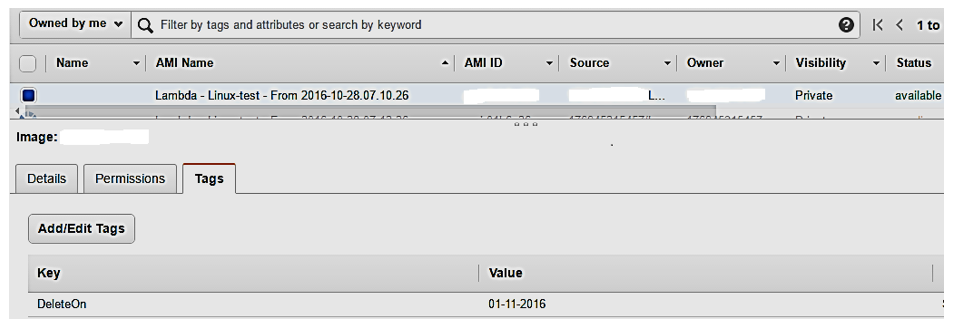 Owned by me Filter by tags and attributes or search by keyword 1 to
Name AMI Name AMI ID Source Owner Visibility Status
Lambda - Linux-test - From 2016-10-28.07.10.26 L... Private available
Image:
Details Permissions Tags
Add/Edit Tags
Key Value
DeleteOn 01-11-2016